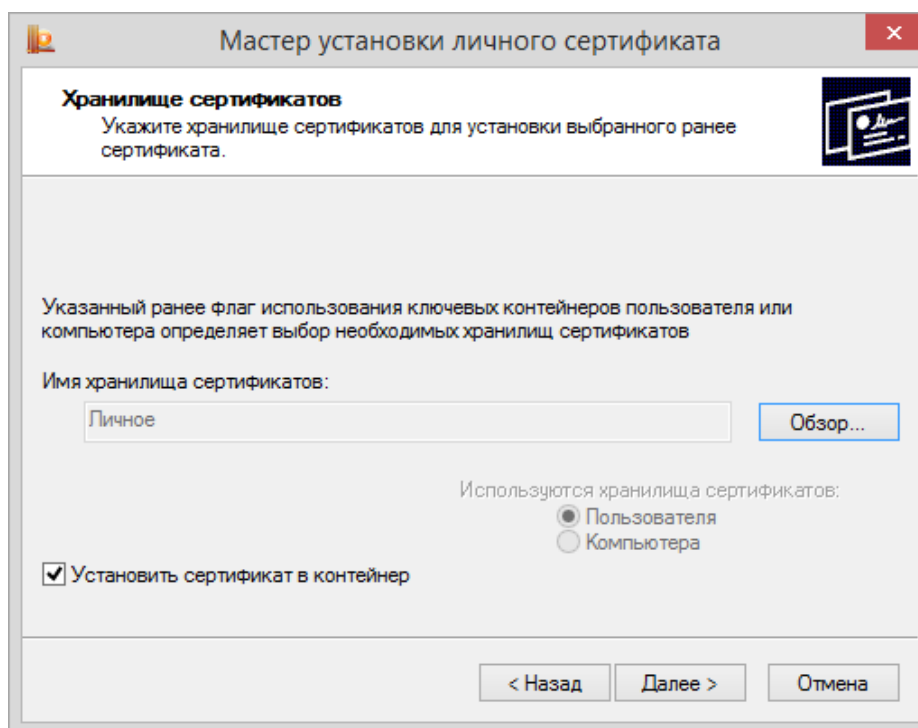 Мастер установки личного сертификата
Хранилище сертификатов
Укажите хранилище сертификатов для установки выбранного ранее
сертификата.
Указанный ранее флаг использования ключевых контейнеров пользователя или
компьютера определяет выбор необходимых хранилищ сертификатов
Имя хранилища сертификатов:
Личное
Обзор...
Используются хранилища сертификатов:
Пользователя
Компьютера
Установить сертификат в контейнер
< Назад
Далее >
Отмена